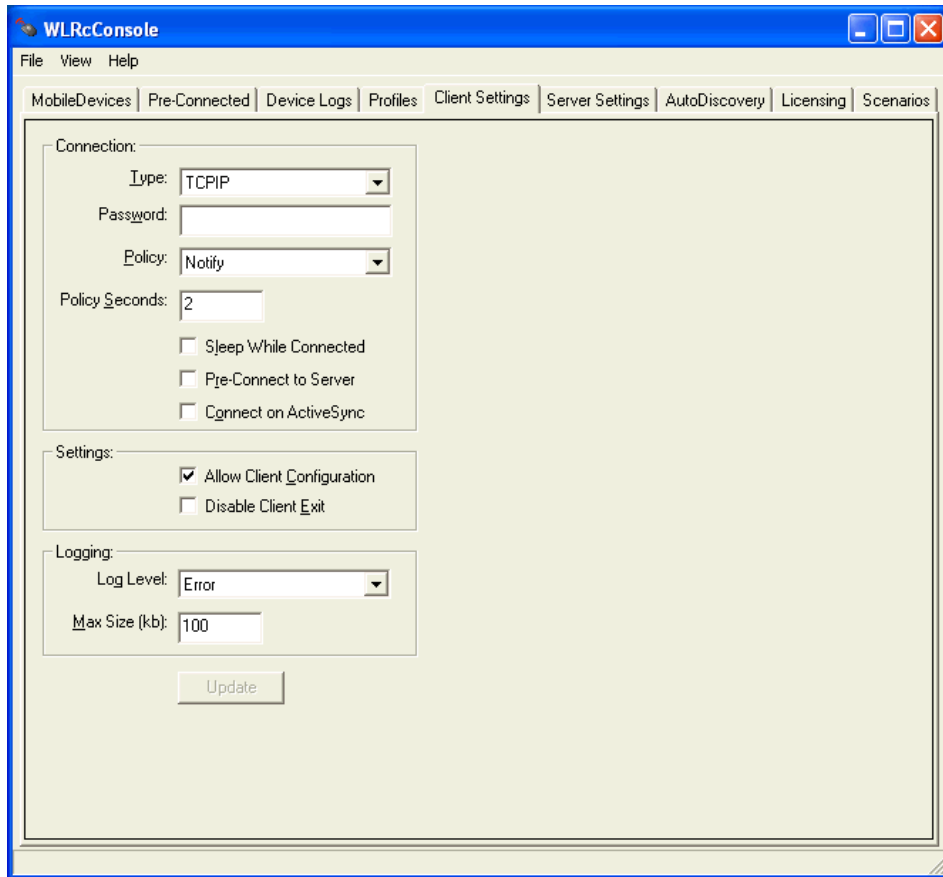 WLRcConsole
File View Help
MobileDevices Pre-Connected Device Logs Profiles Client Settings Server Settings AutoDiscovery Licensing Scenarios
Connection:
Type: TCPIP
Password:
Policy: Notify
Policy Seconds: 2
Sleep While Connected
Pre-Connect to Server
Connect on ActiveSync
Settings:
Allow Client Configuration
Disable Client Exit
Logging:
Log Level: Error
Max Size (kb): 100
Update